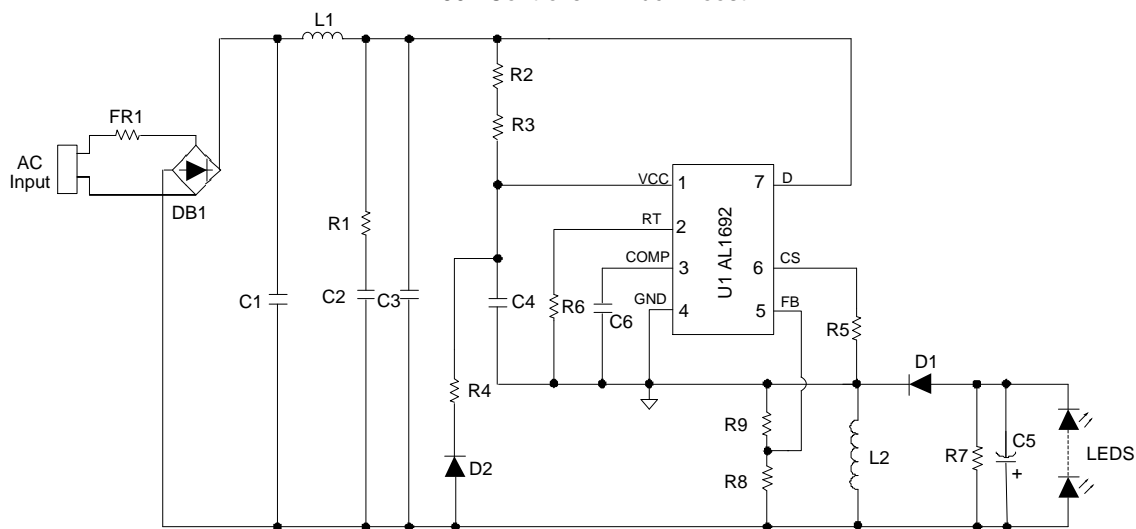 L1
R2
FR1
R3
AC
Input
VCC
1
7
D
DB1
RT
2
R1
U1 AL1692
COMP
3
6
CS
C1
C2
C3
C4
R6
C6
GND
4
5
FB
R5
D1
R4
R9
D2
R8
L2
R7
C5
+
LEDS